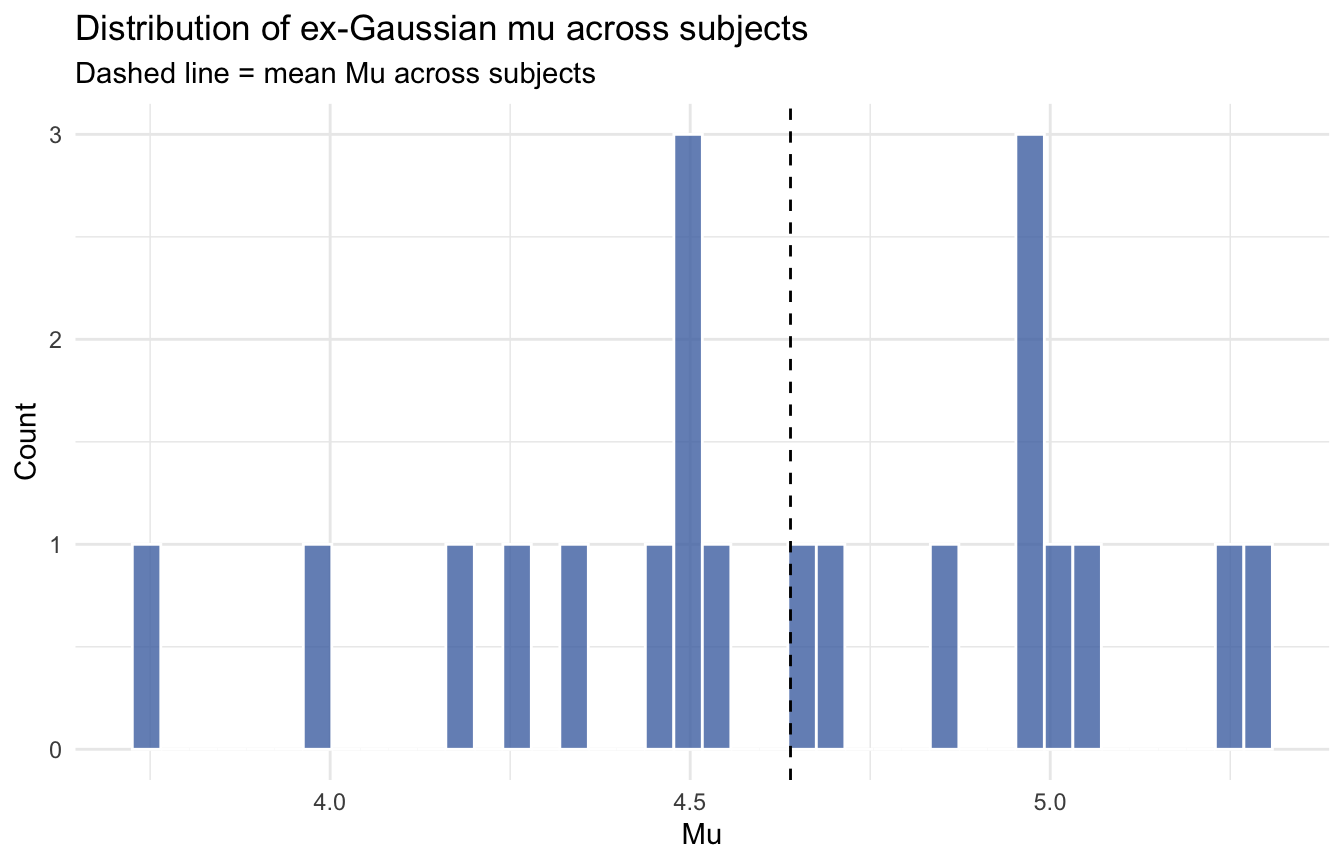 Distribution of ex-Gaussian mu across subjects
Dashed line = mean Mu across subjects
3
2
1
0
Count
4.0 4.5 5.0
Mu